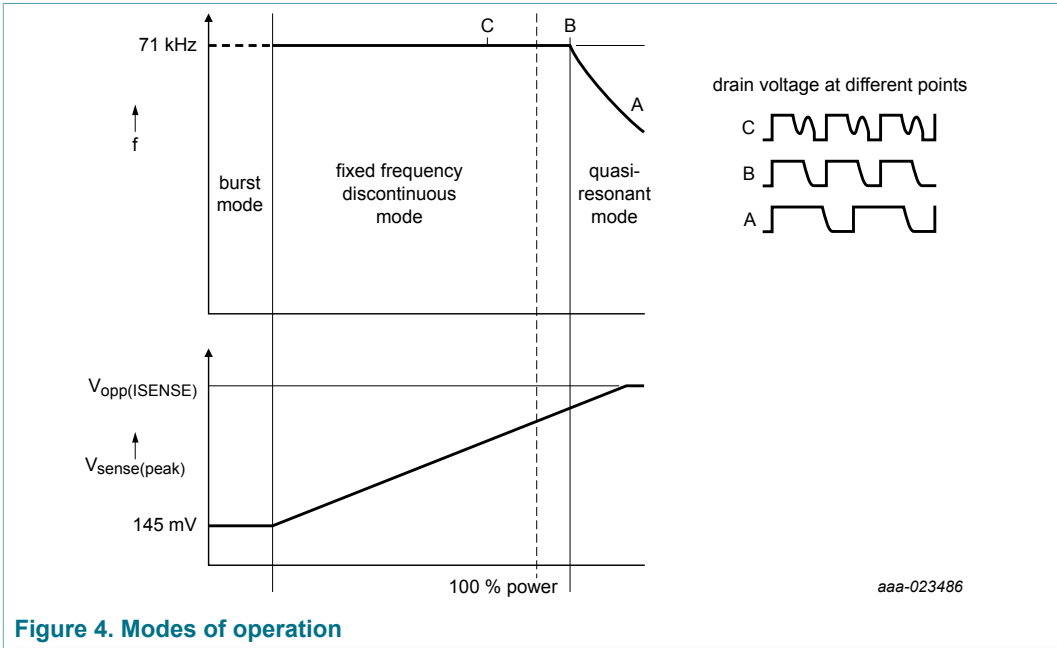 C
B
71 kHz
A
f
burst
mode
fixed frequency
discontinuous
mode
quasi-
resonant
mode
drain voltage at different points
C
B
A
Vopp(ISENSE)
Vsense(peak)
145 mV
100 % power
aaa-023486
Figure 4. Modes of operation